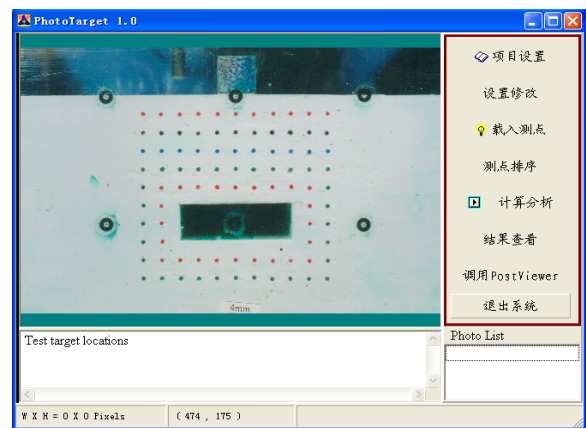 PhotoTarget 1.0
项目设置
设置修改
载入测点
测点排序
计算分析
结果查看
调用PostViewer
退出系统
4mm
Test target locations
Photo List
W X H = 0 X 0 Pixels
( 474 , 175 )